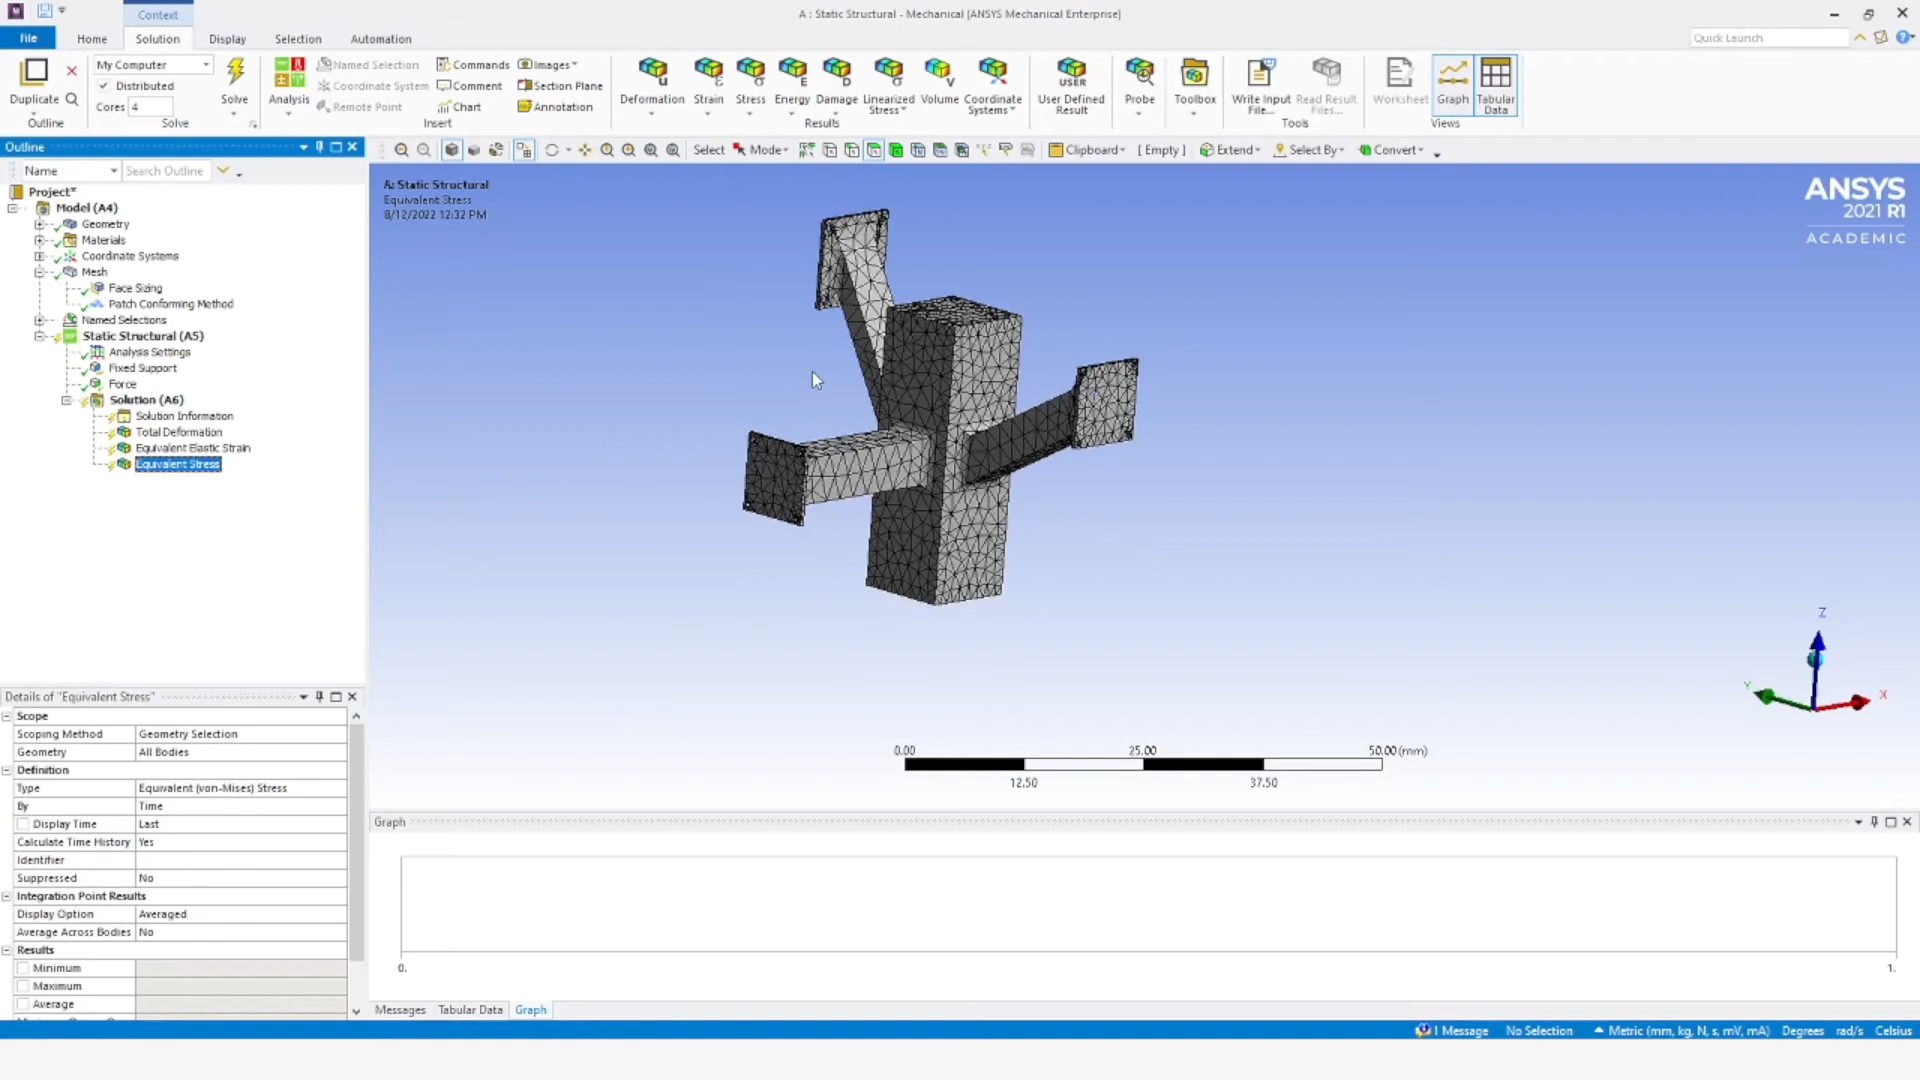 Context
A : Static Structural - Mechanical [ANSYS Mechanical Enterprise]
File Home Solution Display Selection Automation
Quick Launch
Duplicate
Outline
My Computer
Distributed
Cores 4
Solve
Solve
Analysis
Named Selection
Coordinate System
Remote Point
Commands
Comment
Chart
Images
Section Plane
Annotation
Insert
Deformation Strain Stress Energy Damage Linearized Stress Volume Coordinate Systems
Results
User Defined Result
Probe
Toolbox
Write Input File... Read Result Files...
Tools
Worksheet Graph Tabular Data
Views
Outline
Name Search Outline
Select Mode Clipboard [ Empty ] Extend Select By Convert
Project*
Model (A4)
Geometry
Materials
Coordinate Systems
Mesh
Face Sizing
Patch Conforming Method
Named Selections
Static Structural (A5)
Analysis Settings
Fixed Support
Force
Solution (A6)
Solution Information
Total Deformation
Equivalent Elastic Strain
Equivalent Stress
A: Static Structural
Equivalent Stress
8/12/2022 12:32 PM
ANSYS
2021 R1
ACADEMIC
Z
Y
X
0.00 25.00 50.00 (mm)
12.50 37.50
Details of "Equivalent Stress"
Scope
Scoping Method Geometry Selection
Geometry All Bodies
Definition
Type Equivalent (von-Mises) Stress
By Time
Display Time Last
Calculate Time History Yes
Identifier
Suppressed No
Integration Point Results
Display Option Averaged
Average Across Bodies No
Results
Minimum
Maximum
Average
Graph
0. 1.
Messages Tabular Data Graph
1 Message No Selection Metric (mm, kg, N, s, mV, mA) Degrees rad/s Celsius